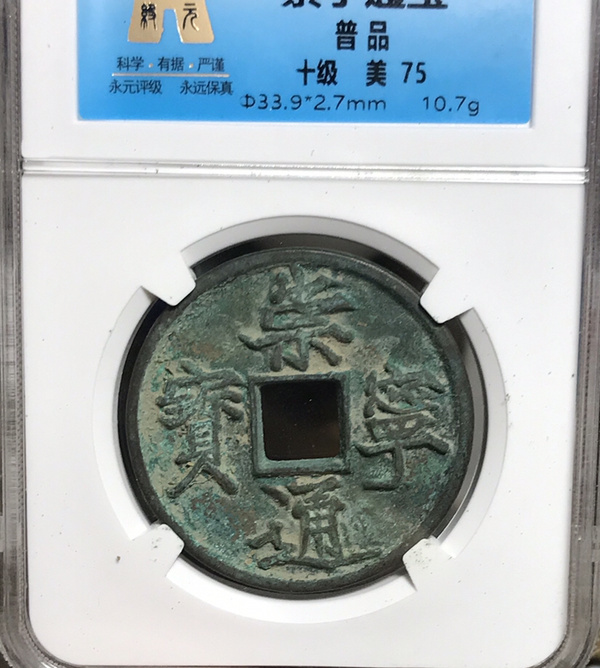 元
普品
科学·有据·严谨
十级 美 75
永元评级 永远保真
Φ33.9*2.7mm 10.7g
崇
寶 寧
通